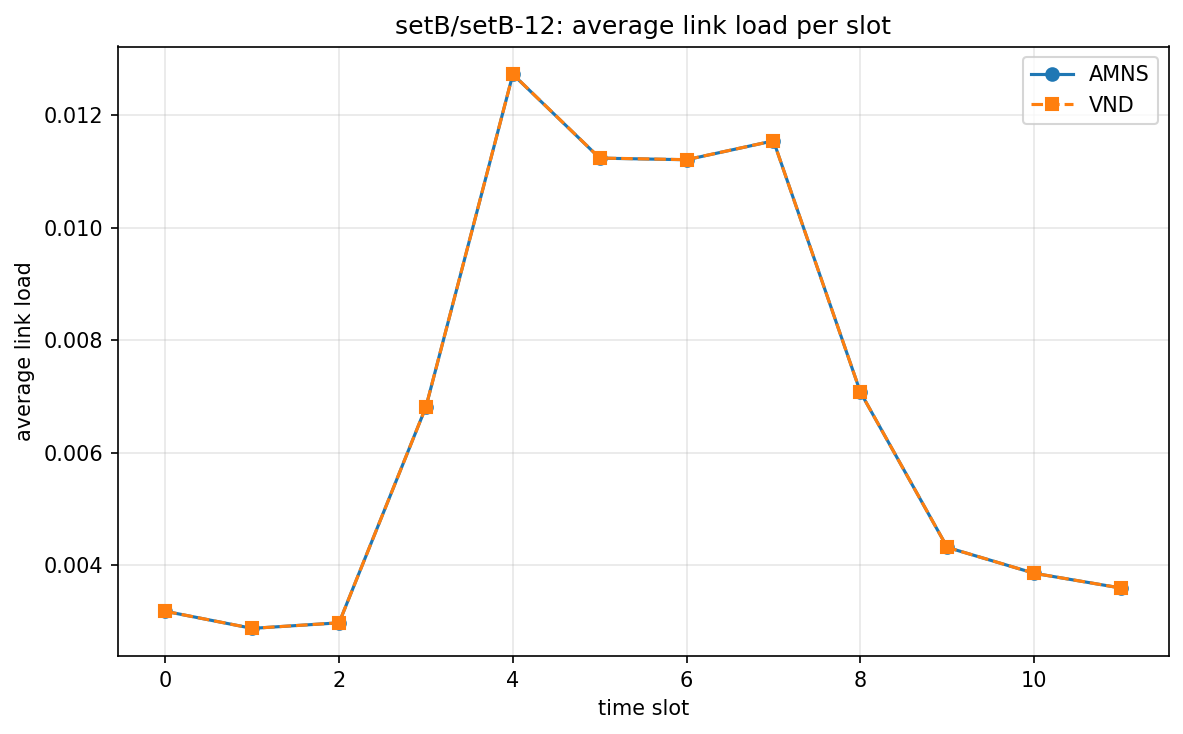 setB/setB-12: average link load per slot
AMNS
VND
0.012
0.010
0.008
0.006
0.004
average link load
0
2
4
6
8
10
time slot